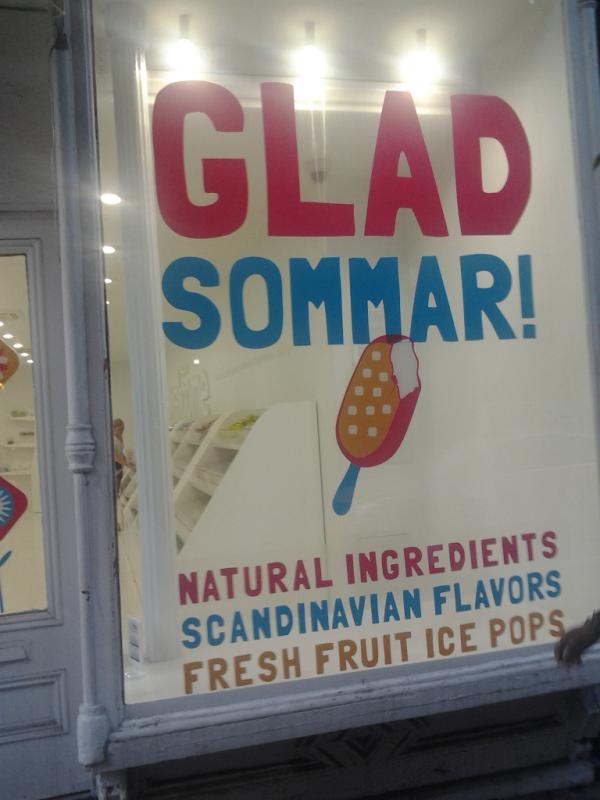 GLAD
SOMMAR!
NATURAL INGREDIENTS
SCANDINAVIAN FLAVORS
FRESH FRUIT ICE POPS